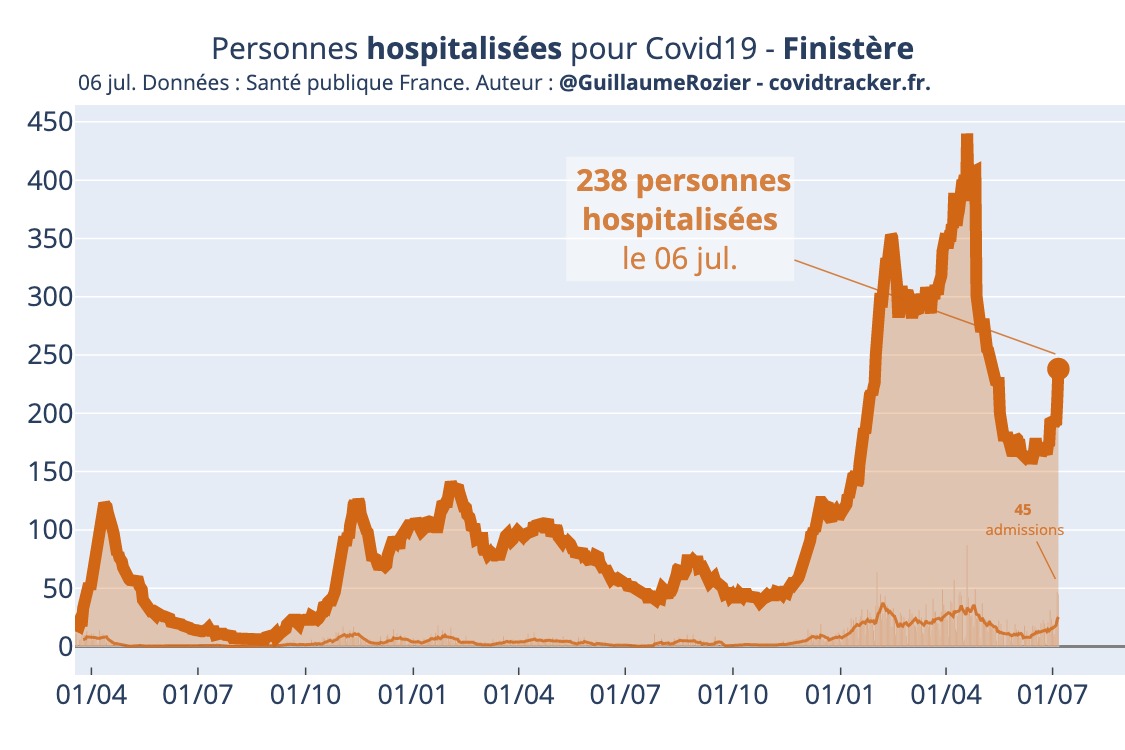 Personnes hospitalisées pour Covid19 - Finistère
06 jul. Données : Santé publique France. Auteur : @GuillaumeRozier - covidtracker.fr.
450
400
350
300
250
200
150
100
50
0
238 personnes
hospitalisées
le 06 jul.
45
admissions
01/04 01/07 01/10 01/01 01/04 01/07 01/10 01/01 01/04 01/07